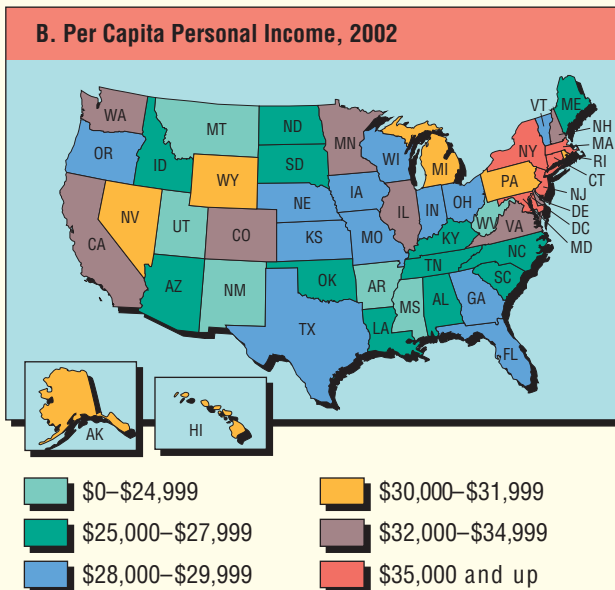 B. Per Capita Personal Income, 2002
WA
MT
ND
MN
VT
ME
OR
ID
SD
WI
NH
MA
NY
RI
WY
MI
CT
NV
NE
IA
PA
NJ
DE
DC
MD
UT
CO
IL
IN
OH
WV
VA
CA
KS
MO
KY
NC
AZ
NM
OK
AR
TN
SC
TX
LA
MS
AL
GA
FL
AK
HI
$0–$24,999
$25,000–$27,999
$28,000–$29,999
$30,000–$31,999
$32,000–$34,999
$35,000 and up